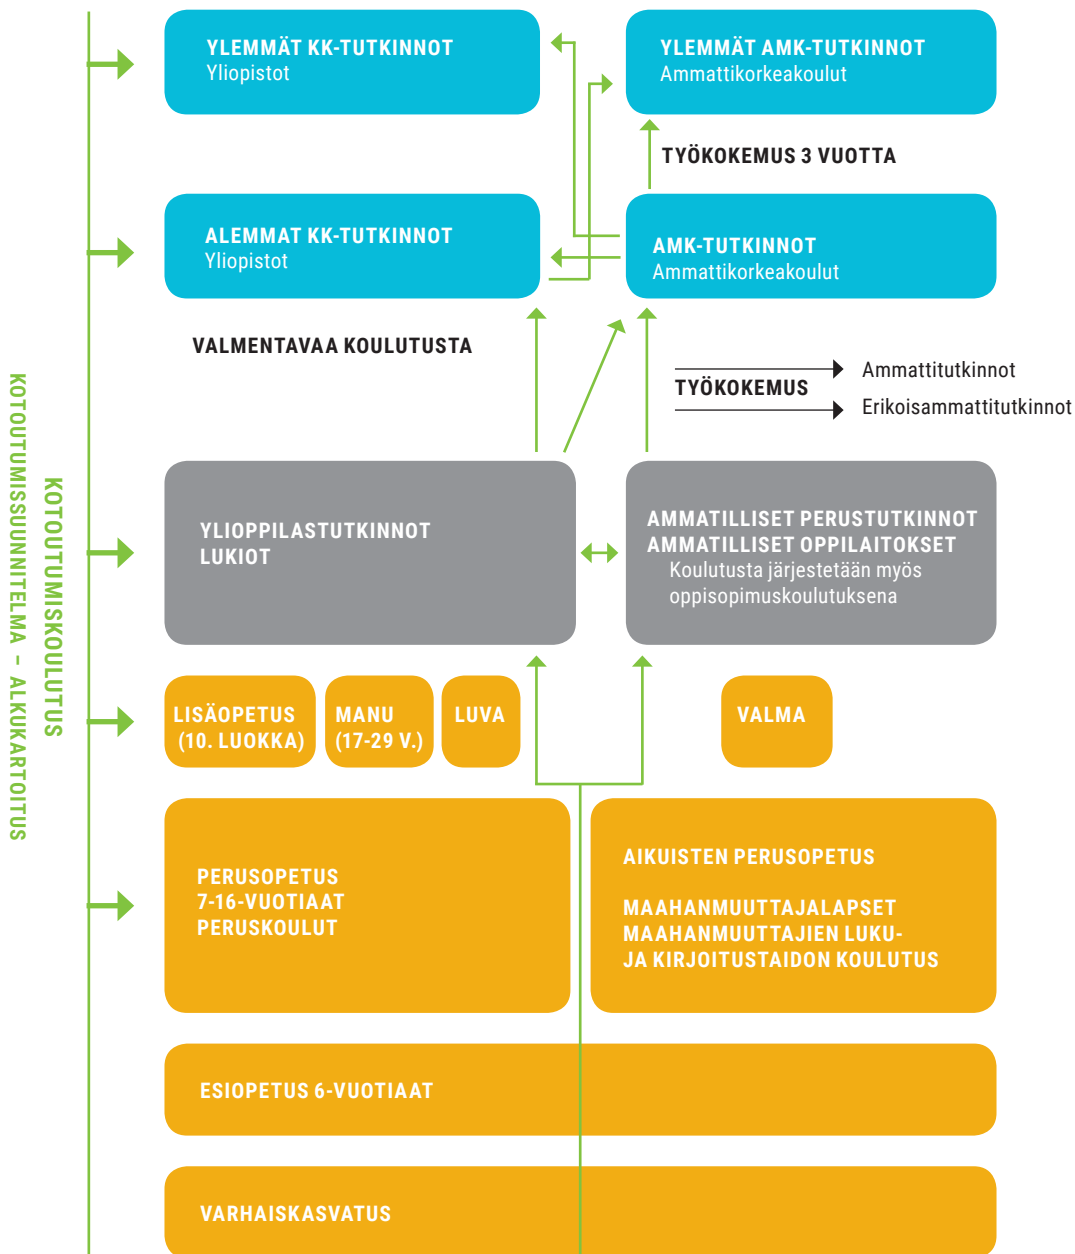 YLEMMÄT KK-TUTKINNOT
Yliopistot
YLEMMÄT AMK-TUTKINNOT
Ammattikorkeakoulut
TYÖKOKEMUS 3 VUOTTA
ALEMMAT KK-TUTKINNOT
Yliopistot
AMK-TUTKINNOT
Ammattikorkeakoulut
VALMENTAVAA KOULUTUSTA
TYÖKOKEMUS
Ammattitutkinnot
Erikoisammattitutkinnot
KOTOUTUMISKOULUTUS
KOTOUTUMISSUUNNITELMA – ALKUKARTOITUS
YLIOPPILASTUTKINNOT
LUKIOT
AMMATILLISET PERUSTUTKINNOT
AMMATILLISET OPPILAITOKSET
Koulutusta järjestetään myös
oppisopimuskoulutuksena
LISÄOPETUS
(10. LUOKKA)
MANU
(17-29 V.)
LUVA
VALMA
PERUSOPETUS
7-16-VUOTIAAT
PERUSKOULUT
AIKUISTEN PERUSOPETUS
MAAHANMUUTTAJALAPSET
MAAHANMUUTTAJIEN LUKU-
JA KIRJOITUSTAIDON KOULUTUS
ESIOPETUS 6-VUOTIAAT
VARHAISKASVATUS